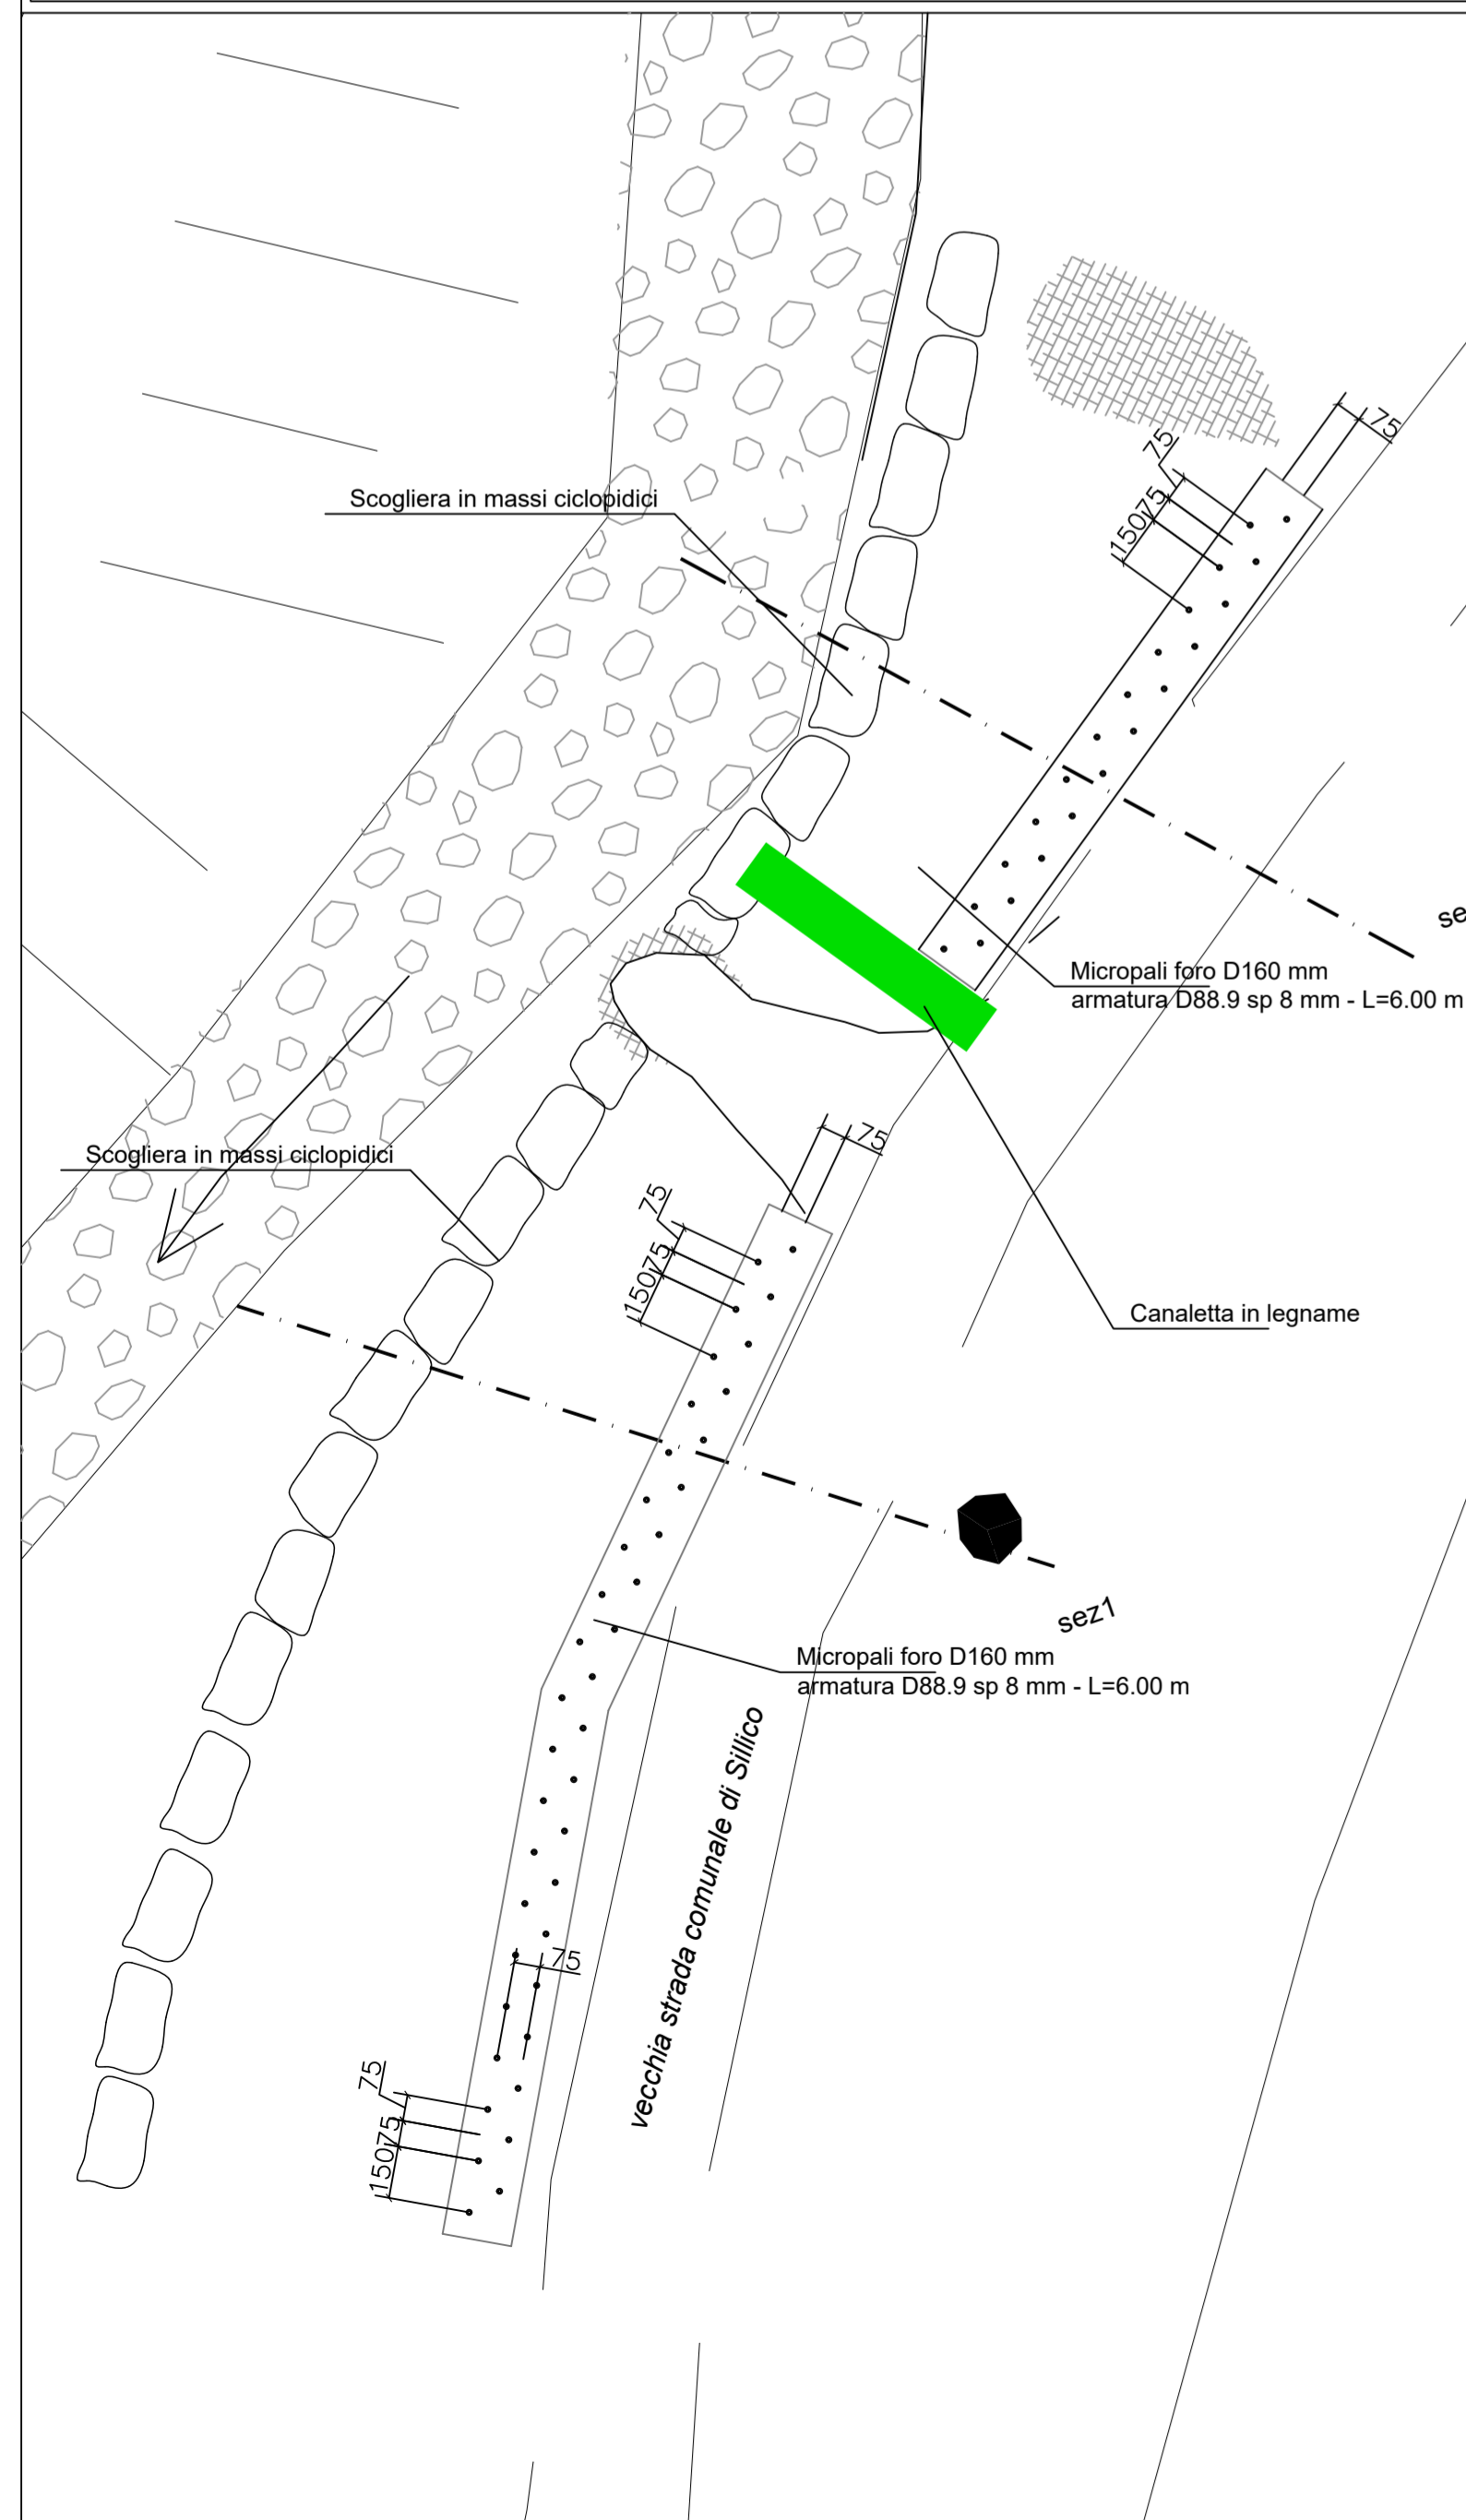 75
75
75
150
Scogliera in massi ciclopidici
se
Micropali foro D160 mm
armatura D88.9 sp 8 mm - L=6.00 m
75
Scogliera in massi ciclopidici
75
75
150
Canaletta in legname
sez1
Micropali foro D160 mm
armatura D88.9 sp 8 mm - L=6.00 m
vecchia strada comunale di Sillico
75
75
75
150